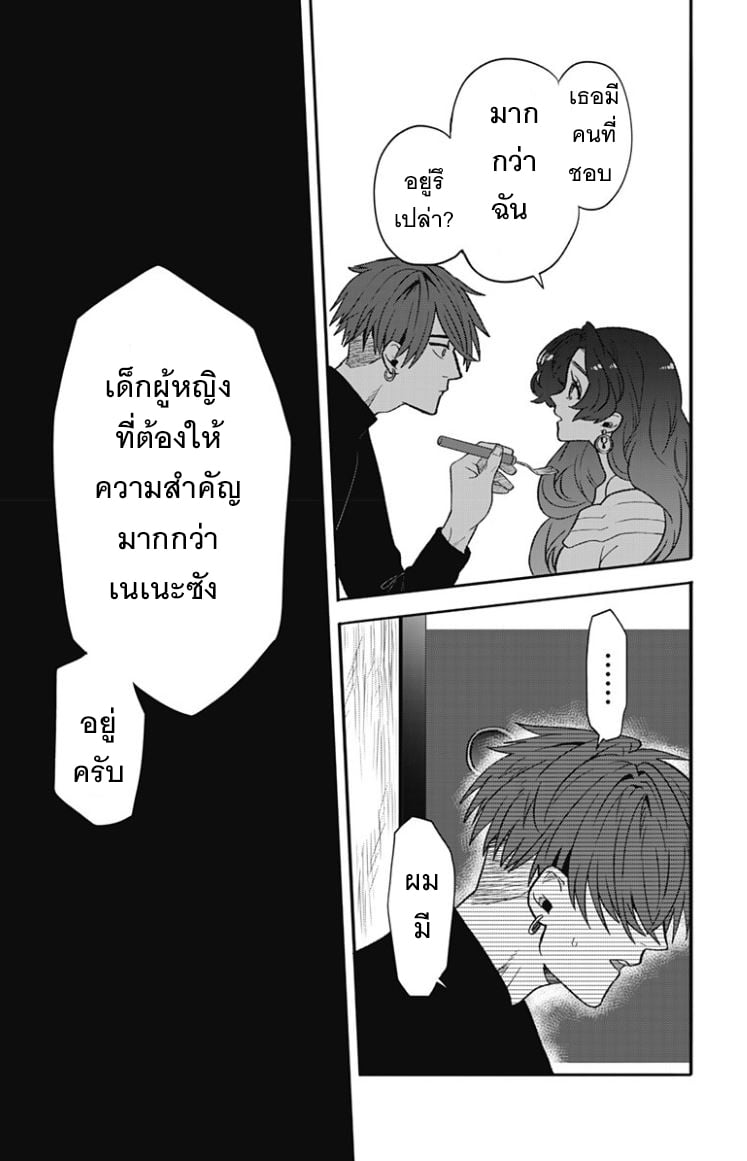 เธอมี
คนที่
ชอบ
มาก
กว่า
ฉัน
อยู่รึ
เปล่า?
......
ผม
มี
เด็กผู้หญิง
ที่ต้องให้
ความสำคัญ
มากกว่า
เนเนะซัง
อยู่
ครับ